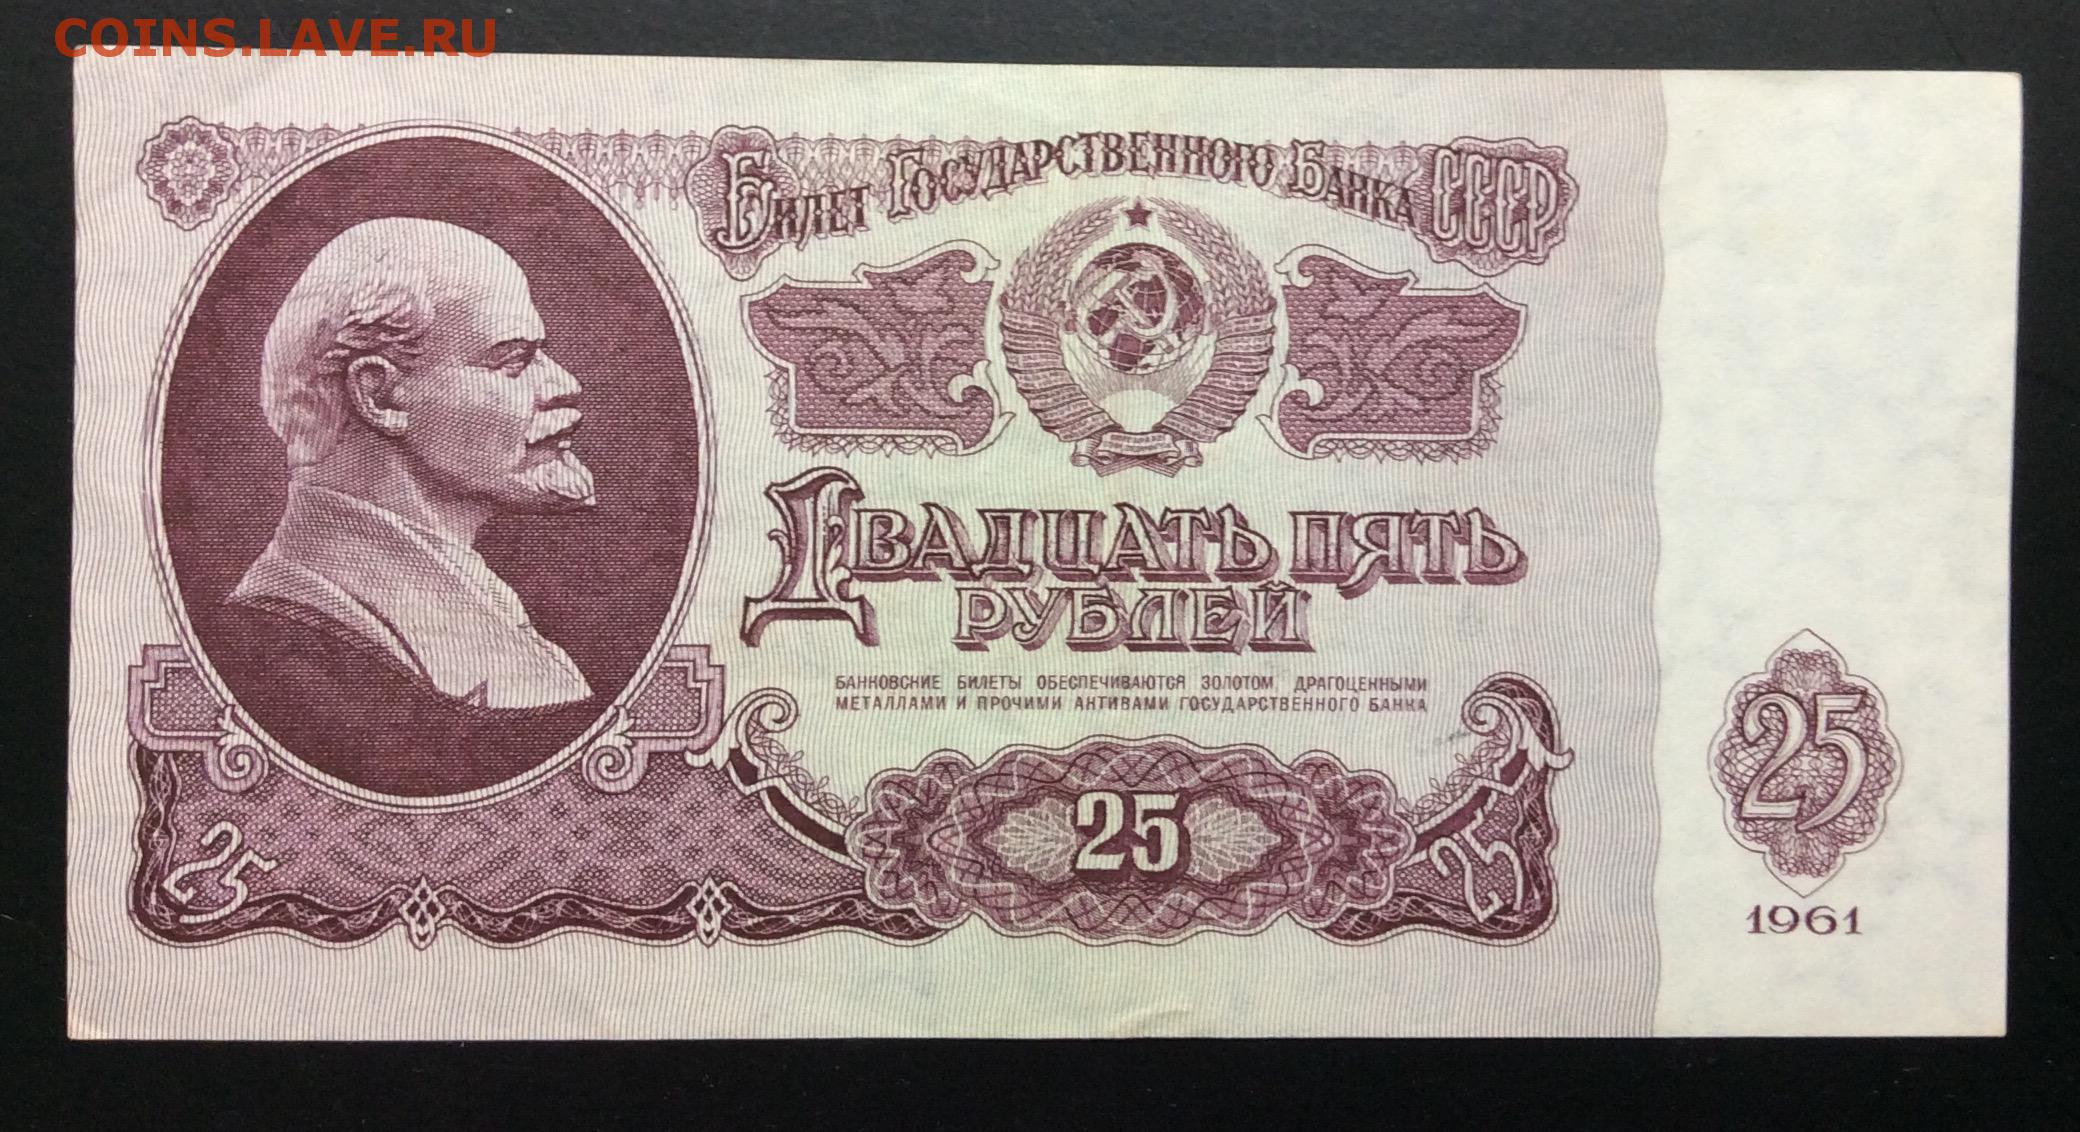 COINS.LAVE.RU
Билет Государственного Банка СССР
Двадцать пять
рублей
БАНКОВСКИЕ БИЛЕТЫ ОБЕСПЕЧИВАЮТСЯ ЗОЛОТОМ, ДРАГОЦЕННЫМИ
МЕТАЛЛАМИ И ПРОЧИМИ АКТИВАМИ ГОСУДАРСТВЕННОГО БАНКА
25
25
25
25
1961